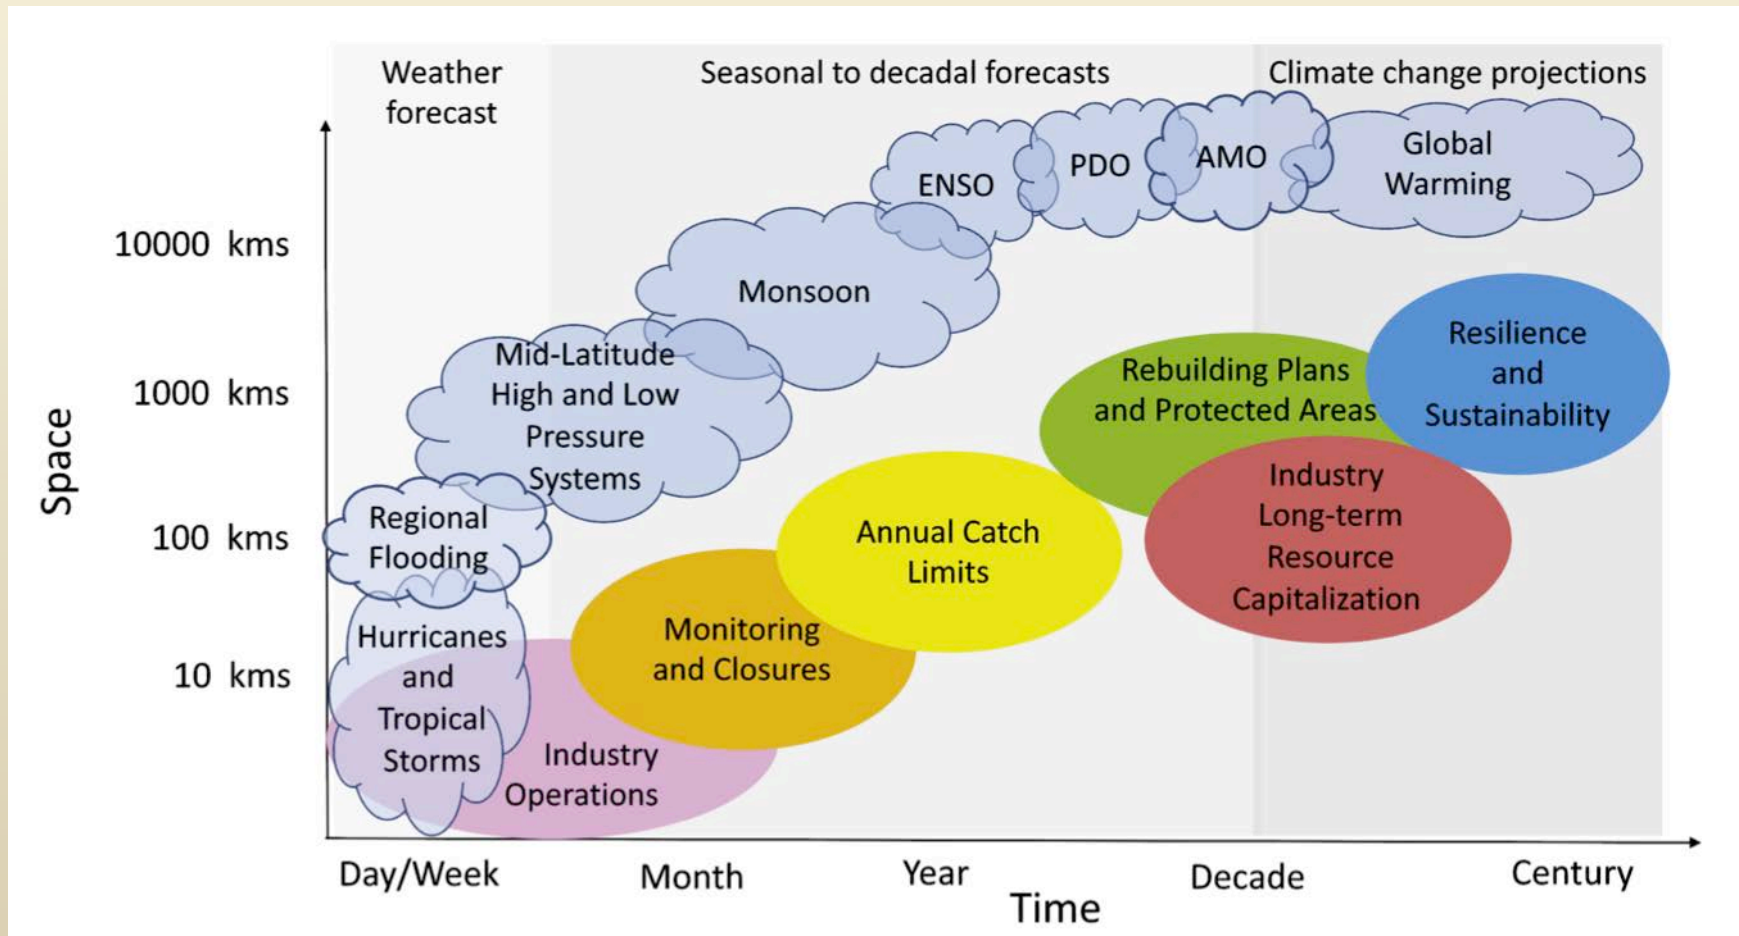 Weather
forecast
Seasonal to decadal forecasts
Climate change projections
ENSO
PDO
AMO
Global
Warming
10000 kms
Monsoon
Mid-Latitude
High and Low
Pressure
Systems
1000 kms
Rebuilding Plans
and Protected Areas
Resilience
and
Sustainability
Space
Regional
Flooding
100 kms
Annual Catch
Limits
Industry
Long-term
Resource
Capitalization
Hurricanes
and
Tropical
Storms
10 kms
Monitoring
and Closures
Industry
Operations
Day/Week
Month
Year
Decade
Century
Time